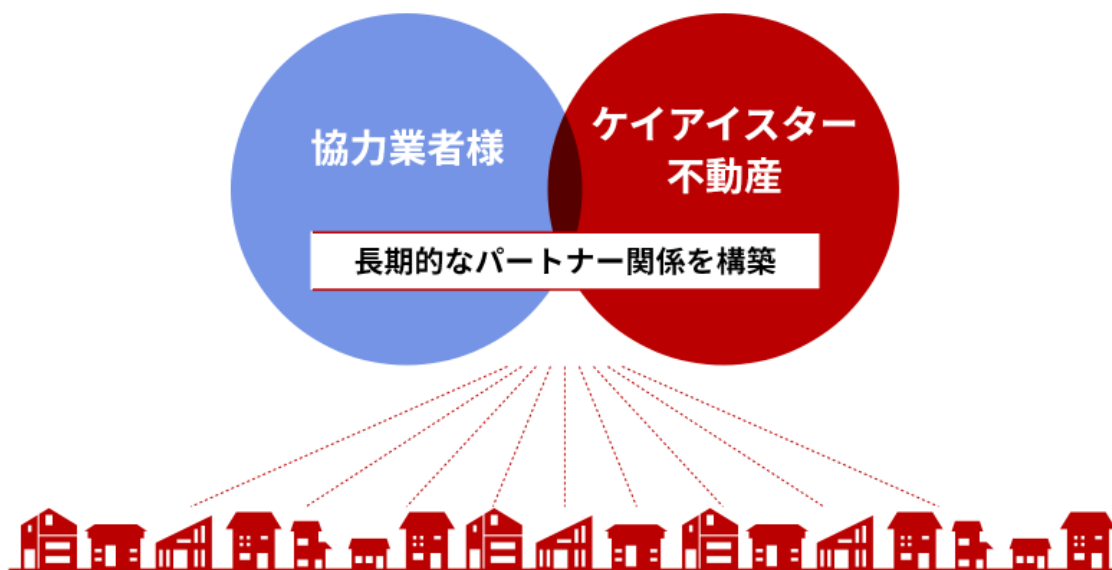 協力業者様
ケイアイスター
不動産
長期的なパートナー関係を構築